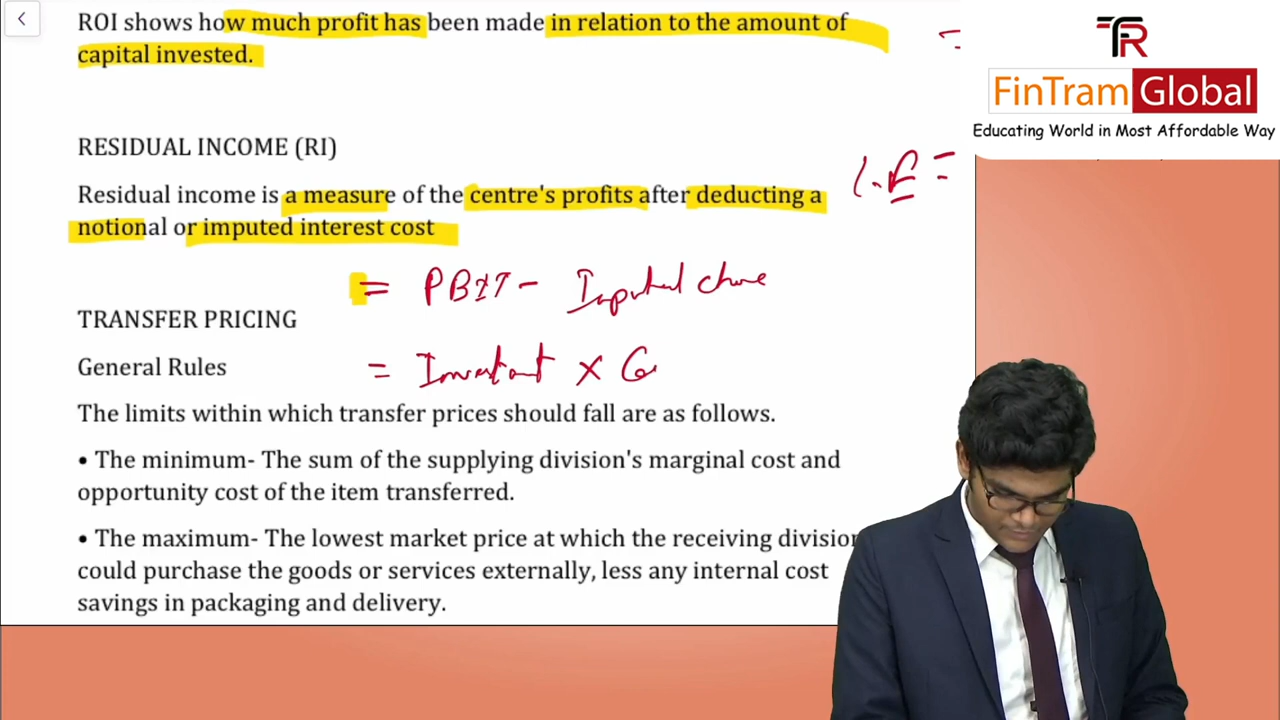 ROI shows how much profit has been made in relation to the amount of
capital invested.
FinTram Global
Educating World in Most Affordable Way
RESIDUAL INCOME (RI)
Residual income is a measure of the centre's profits after deducting a
notional or imputed interest cost
= PBIT - Imputed charge
TRANSFER PRICING
General Rules
= Investment X
The limits within which transfer prices should fall are as follows.
• The minimum- The sum of the supplying division's marginal cost and
opportunity cost of the item transferred.
• The maximum- The lowest market price at which the receiving division
could purchase the goods or services externally, less any internal cost
savings in packaging and delivery.